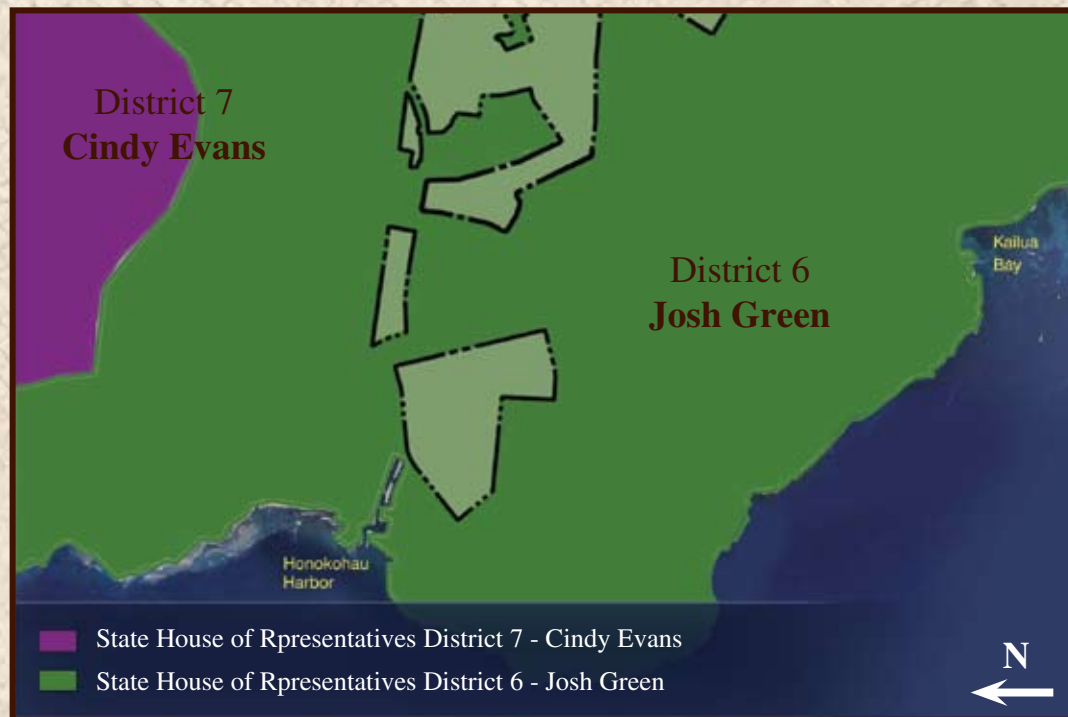 District 7
Cindy Evans
Kailua
Bay
District 6
Josh Green
Honokohau
Harbor
State House of Rpresentatives District 7 - Cindy Evans
State House of Rpresentatives District 6 - Josh Green
N